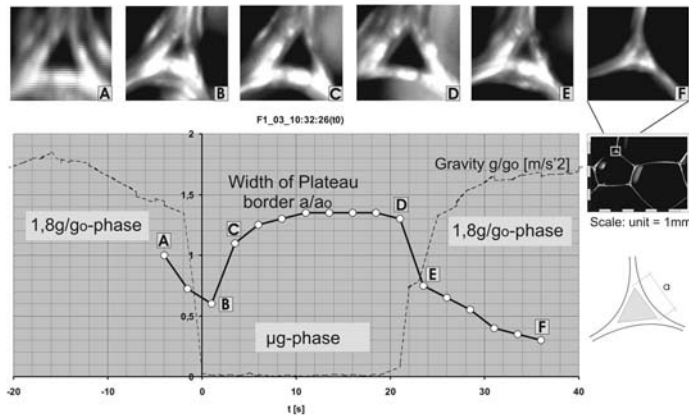 A
B
C
D
E
F
F1_03_10:32:26(t0)
2
1,5
1
0,5
0
-20
-10
0
10
20
30
40
t [s]
Gravity g/go [m/s'2]
Width of Plateau
border a/ao
1,8g/go-phase
μg-phase
1,8g/go-phase
A
B
C
D
E
F
Scale: unit = 1mm
a